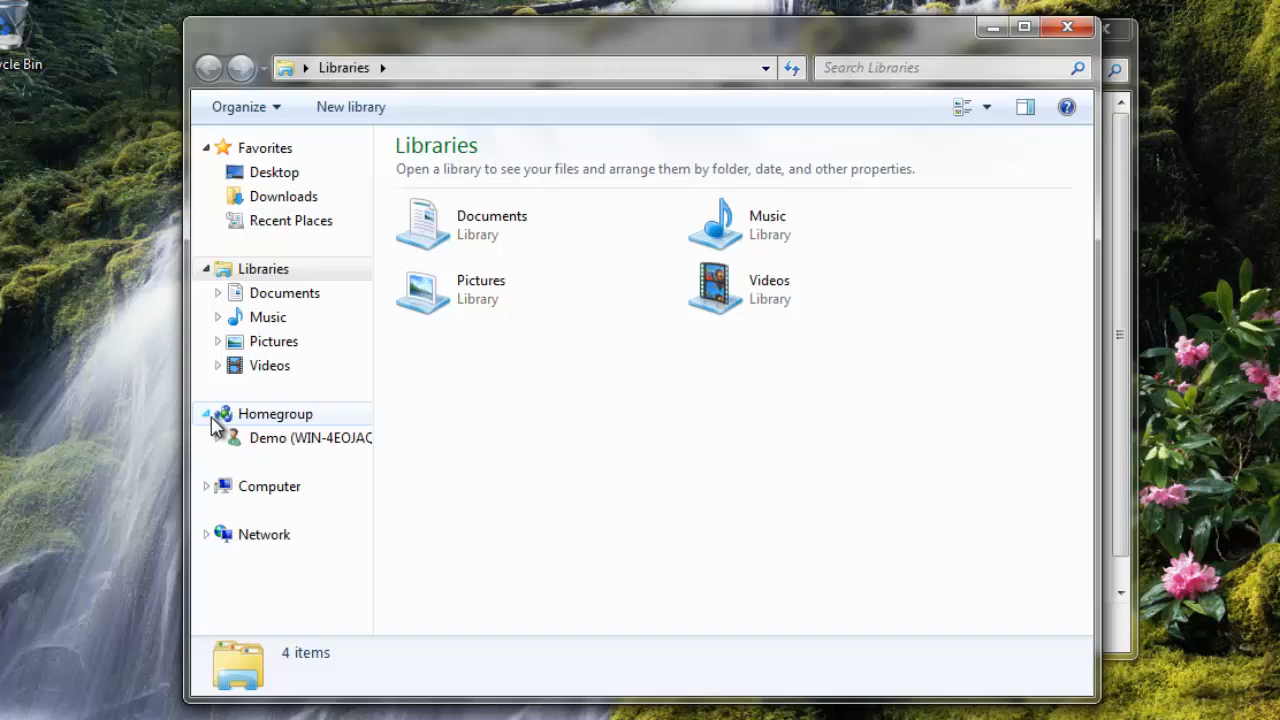 cycle Bin
Libraries
Search Libraries
Organize
New library
Favorites
Desktop
Downloads
Recent Places
Libraries
Documents
Music
Pictures
Videos
Homegroup
Demo (WIN-4EOJAQ
Computer
Network
Libraries
Open a library to see your files and arrange them by folder, date, and other properties.
Documents
Library
Music
Library
Pictures
Library
Videos
Library
4 items